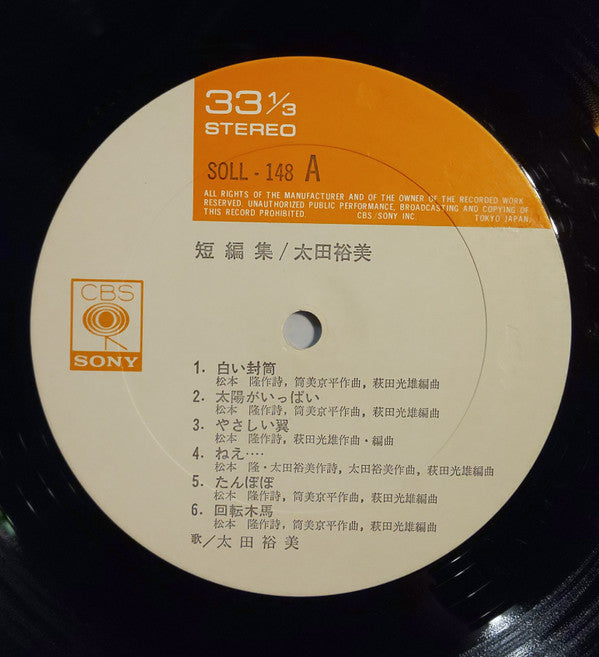 33 1/3
STEREO
SOLL - 148 A
ALL RIGHTS OF THE MANUFACTURER AND OF THE OWNER OF THE RECORDED WORK
RESERVED. UNAUTHORIZED PUBLIC PERFORMANCE, BROADCASTING AND COPYING OF
THIS RECORD PROHIBITED. CBS/SONY INC. TOKYO JAPAN.
短編集/太田裕美
CBS
SONY
1. 白い封筒
松本 隆作詩, 筒美京平作曲, 萩田光雄編曲
2. 太陽がいっぱい
松本 隆作詩, 筒美京平作曲, 萩田光雄編曲
3. やさしい翼
松本 隆作詩, 萩田光雄作曲・編曲
4. ねえ‥‥
松本 隆・太田裕美作詩, 太田裕美作曲, 萩田光雄編曲
5. たんぽぽ
松本 隆作詩, 筒美京平作曲, 萩田光雄編曲
6. 回転木馬
松本 隆作詩, 筒美京平作曲, 萩田光雄編曲
歌/太田裕美